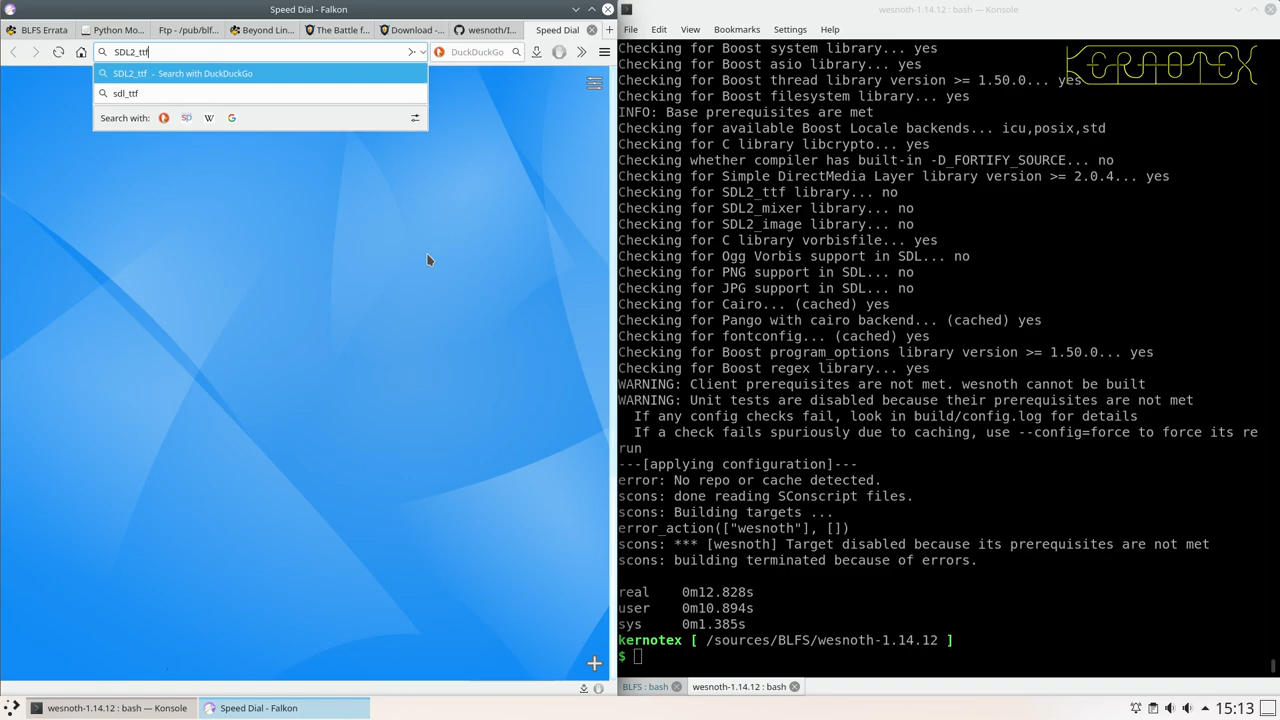 Speed Dial - Falkon
BLFS Errata
Python Mo...
Ftp - /pub/blf...
Beyond Lin...
The Battle f...
Download -...
wesnoth/I...
Speed Dial
SDL2_ttf
DuckDuckGo
SDL2_ttf - Search with DuckDuckGo
sdl_ttf
Search with:
wesnoth-1.14.12 : bash — Konsole
File Edit View Bookmarks Settings Help
KERNOTEX
Checking for Boost system library... yes
Checking for Boost asio library... yes
Checking for Boost thread library version >= 1.50.0... yes
Checking for Boost filesystem library... yes
INFO: Base prerequisites are met
Checking for available Boost Locale backends... icu,posix,std
Checking for C library libcrypto... yes
Checking whether compiler has built-in -D_FORTIFY_SOURCE... no
Checking for Simple DirectMedia Layer library version >= 2.0.4... yes
Checking for SDL2_ttf library... no
Checking for SDL2_mixer library... no
Checking for SDL2_image library... no
Checking for C library vorbisfile... yes
Checking for Ogg Vorbis support in SDL... no
Checking for PNG support in SDL... no
Checking for JPG support in SDL... no
Checking for Cairo... (cached) yes
Checking for Pango with cairo backend... (cached) yes
Checking for fontconfig... (cached) yes
Checking for Boost program_options library version >= 1.50.0... yes
Checking for Boost regex library... yes
WARNING: Client prerequisites are not met. wesnoth cannot be built
WARNING: Unit tests are disabled because their prerequisites are not met
If any config checks fail, look in build/config.log for details
If a check fails spuriously due to caching, use --config=force to force its re
run
---[applying configuration]---
error: No repo or cache detected.
scons: done reading SConscript files.
scons: Building targets ...
error_action(["wesnoth"], [])
scons: *** [wesnoth] Target disabled because its prerequisites are not met
scons: building terminated because of errors.
real 0m12.828s
user 0m10.894s
sys 0m1.385s
kernotex [ /sources/BLFS/wesnoth-1.14.12 ]
$
BLFS : bash
wesnoth-1.14.12 : bash
wesnoth-1.14.12 : bash — Konsole
Speed Dial - Falkon
15:13